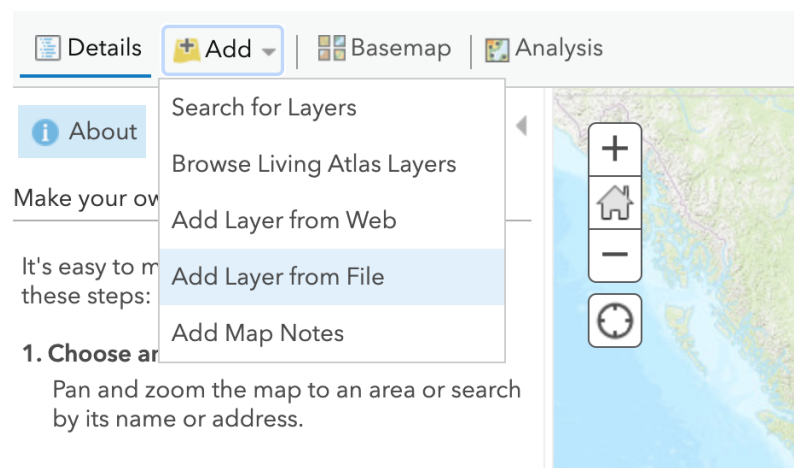 Details Add Basemap Analysis
Search for Layers
About
Browse Living Atlas Layers
Make your
Add Layer from Web
It's easy to
Add Layer from File
these steps:
Add Map Notes
1. Choose
Pan and zoom the map to an area or search
by its name or address.